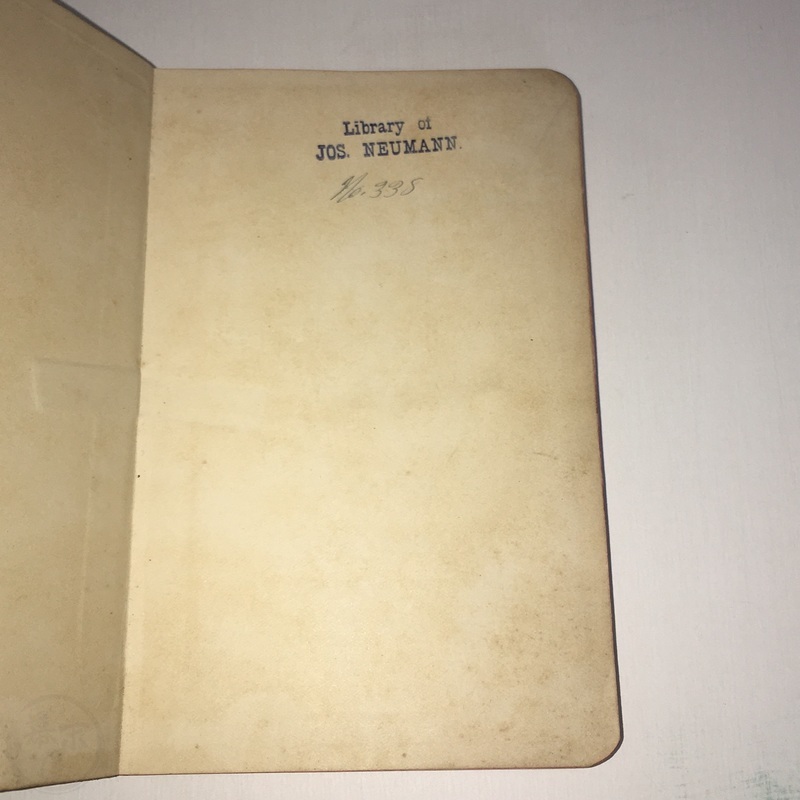 Library of
JOS. NEUMANN.
No. 338